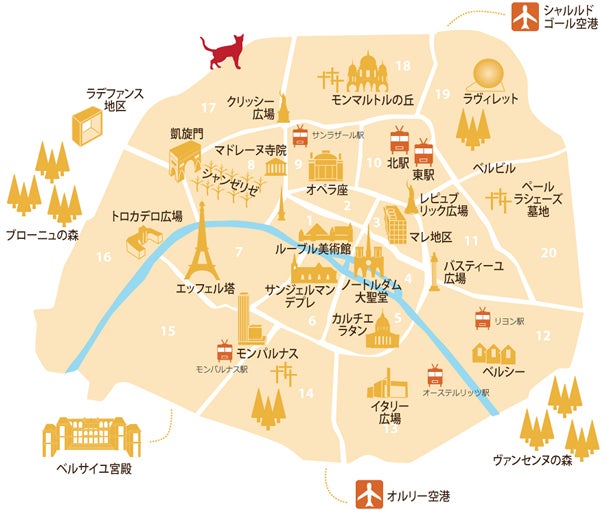 シャルルド
ゴール空港
18
モンマルトルの丘
19
ラヴィレット
17
クリッシー
広場
ラデファンス
地区
凱旋門
マドレーヌ寺院
サンラザール駅
北駅
東駅
ベルビル
8
9
10
シャンゼリゼ
オペラ座
レピュブ
リック広場
ペール
ラシェーズ
墓地
2
3
ブローニュの森
トロカデロ広場
1
ルーブル美術館
マレ地区
11
20
16
7
エッフェル塔
サンジェルマン
デプレ
ノートルダム
大聖堂
4
バスティーユ
広場
15
6
カルチェ
ラタン
5
リヨン駅
12
モンパルナス
モンパルナス駅
ベルシー
14
イタリー
広場
オーステルリッツ駅
13
ベルサイユ宮殿
ヴァンセンヌの森
オルリー空港